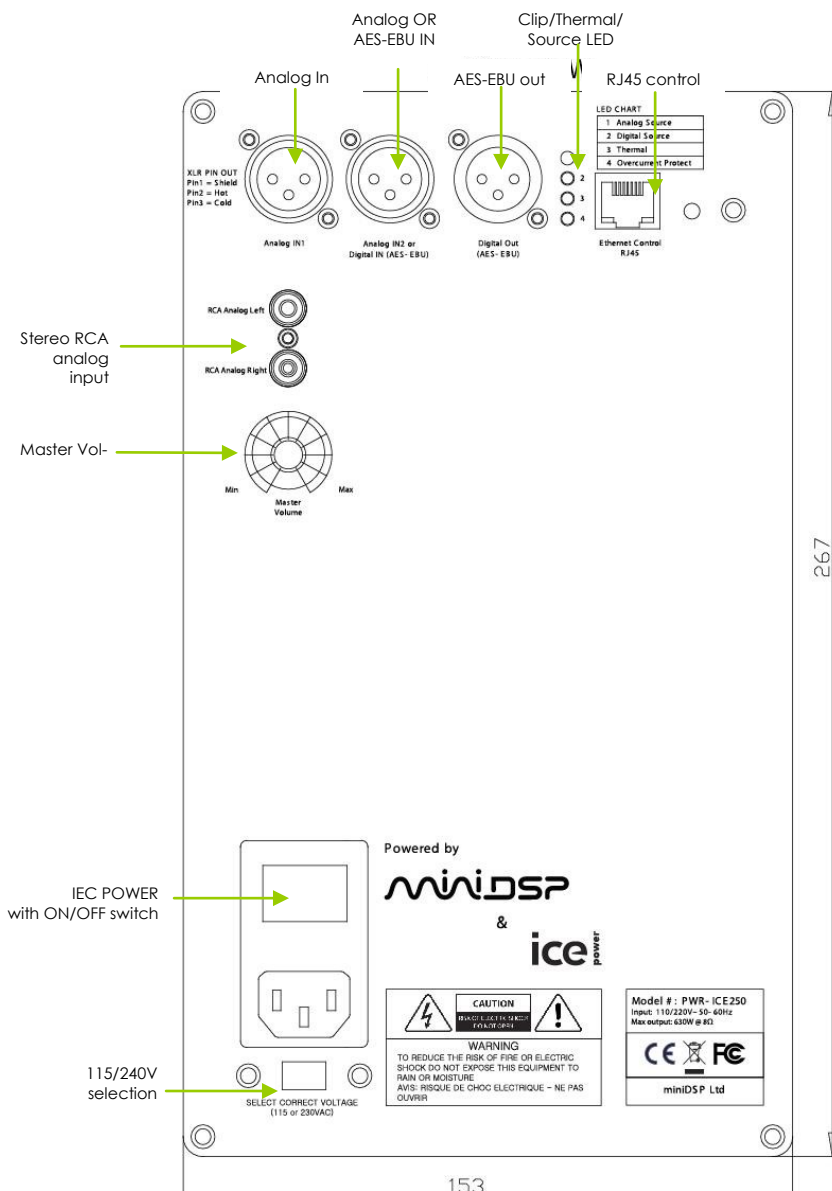 Analog OR
AES-EBU IN
Clip/Thermal/
Source LED
Analog In
AES-EBU out
RJ45 control
LED CHART
1 Analog Source
2 Digital Source
3 Thermal
4 Overcurrent Protect
XLR PIN OUT
Pin1 = Shield
Pin2 = Hot
Pin3 = Cold
2
3
4
Analog IN1
Analog IN2 or
Digital IN (AES- EBU)
Digital Out
(AES- EBU)
Ethernet Control
RJ45
RCA Analog Left
Stereo RCA
analog
input
RCA Analog Right
Master Vol-
Min
Max
Master
Volume
267
Powered by
miniDSP
&
ice power
IEC POWER
with ON/OFF switch
CAUTION
RISK OF ELECTRIC SHOCK
DO NOT OPEN
WARNING
TO REDUCE THE RISK OF FIRE OR ELECTRIC
SHOCK DO NOT EXPOSE THIS EQUIPMENT TO
RAIN OR MOISTURE
AVIS: RISQUE DE CHOC ELECTRIQUE – NE PAS
OUVRIR
Model # : PWR- ICE250
Input: 110/220V~ 50- 60Hz
Max output: 630W @ 8Ω
CE FC
miniDSP Ltd
115/240V
selection
SELECT CORRECT VOLTAGE
(115 or 230VAC)
153